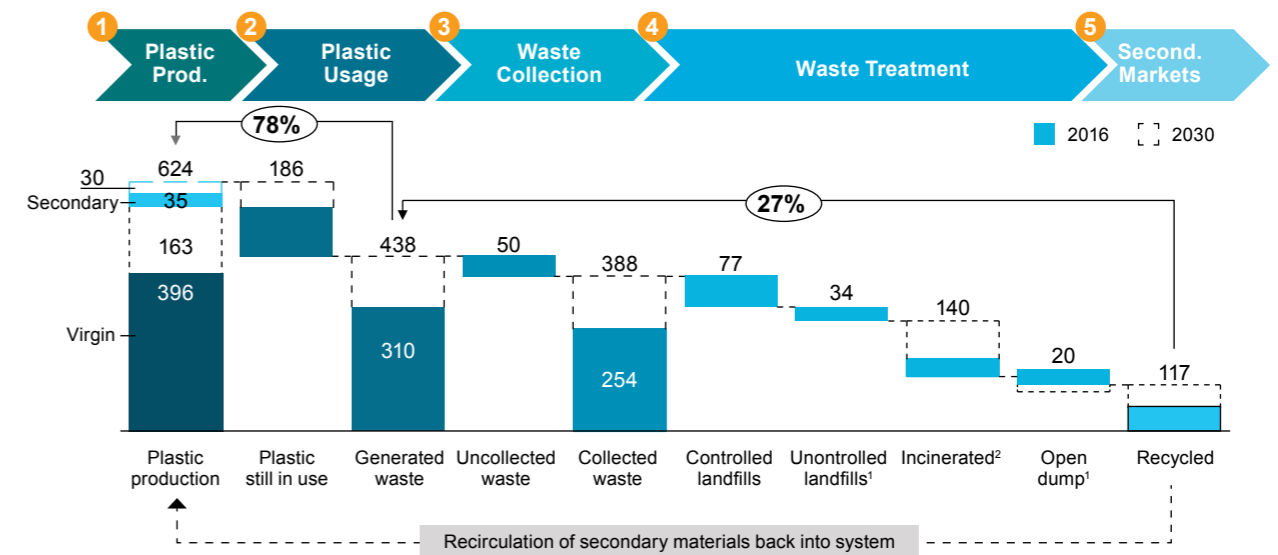 1
Plastic
Prod.
2
Plastic
Usage
3
Waste
Collection
4
Waste Treatment
5
Second.
Markets
78%
2016
2030
30
624
186
Secondary
35
27%
163
438
50
388
77
396
34
140
Virgin
310
254
20
117
Plastic
production
Plastic
still in use
Generated
waste
Uncollected
waste
Collected
waste
Controlled
landfills
Unontrolled
landfills¹
Incinerated²
Open
dump¹
Recycled
Recirculation of secondary materials back into system